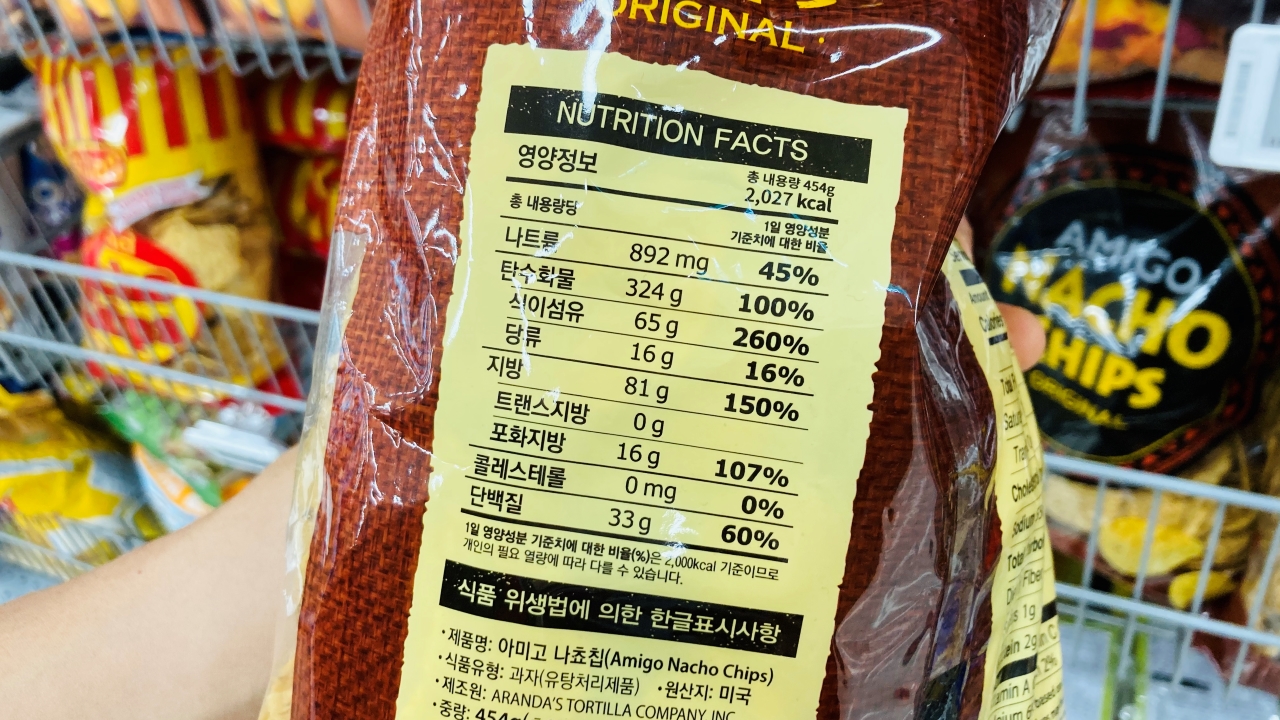 ORIGINAL
NUTRITION FACTS
영양정보
총 내용량 454g
2,027 kcal
총 내용량당
1일 영양성분
기준치에 대한 비율
나트륨 892 mg 45%
탄수화물 324 g 100%
식이섬유 65 g 260%
당류 16 g 16%
지방 81 g 150%
트랜스지방 0 g
포화지방 16 g 107%
콜레스테롤 0 mg 0%
단백질 33 g 60%
1일 영양성분 기준치에 대한 비율(%)은 2,000kcal 기준이므로
개인의 필요 열량에 따라 다를 수 있습니다.
식품 위생법에 의한 한글표시사항
·제품명: 아미고 나쵸칩(Amigo Nacho Chips)
·식품유형: 과자(유탕처리제품) ·원산지: 미국
·제조원: ARANDA'S TORTILLA COMPANY INC
·중량: 454g(
AMIGO
NACHO
CHIPS
ORIGINAL